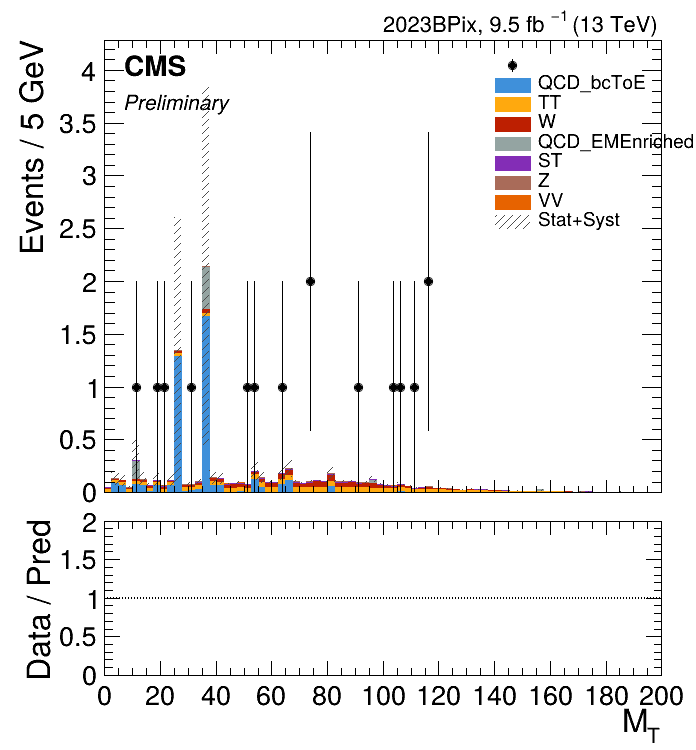 2023BPix, 9.5 fb⁻¹ (13 TeV)
CMS
Preliminary
Events / 5 GeV
4
3.5
3
2.5
2
1.5
1
0.5
0
QCD_bcToE
TT
W
QCD_EMEnriched
ST
Z
VV
Stat+Syst
Data / Pred
2
1.5
1
0.5
0
0 20 40 60 80 100 120 140 160 180 200
M_T